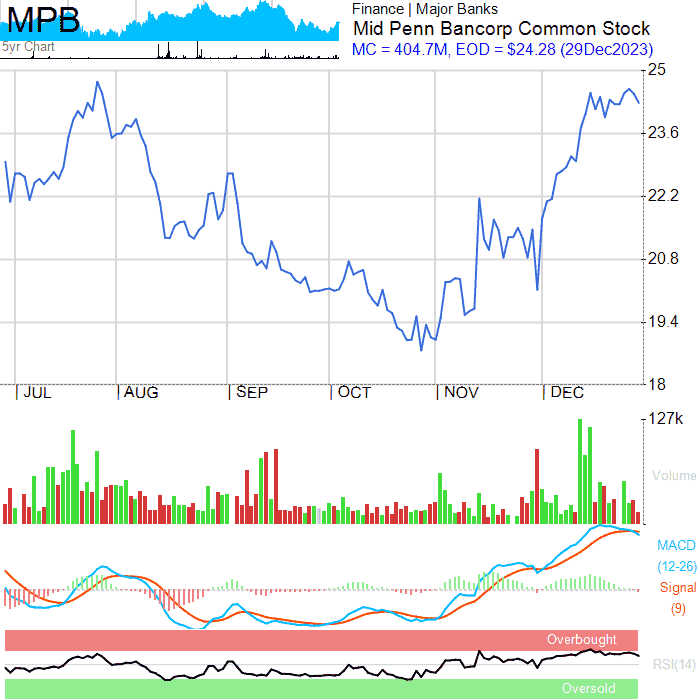 MPB
5yr Chart
Finance | Major Banks
Mid Penn Bancorp Common Stock
MC = 404.7M, EOD = $24.28 (29Dec2023)
25
23.6
22.2
20.8
19.4
18
JUL
AUG
SEP
OCT
NOV
DEC
127k
Volume
MACD
(12-26)
Signal
(9)
Overbought
RSI(14)
Oversold